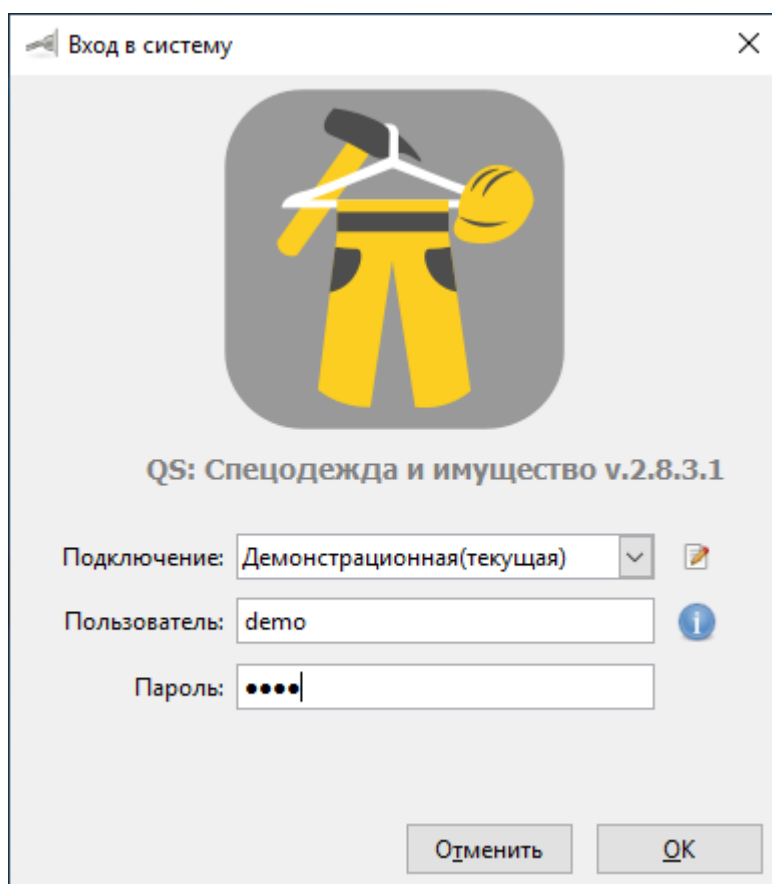 Вход в систему
QS: Спецодежда и имущество v.2.8.3.1
Подключение: Демонстрационная(текущая)
Пользователь: demo
Пароль: ••••
Отменить OK